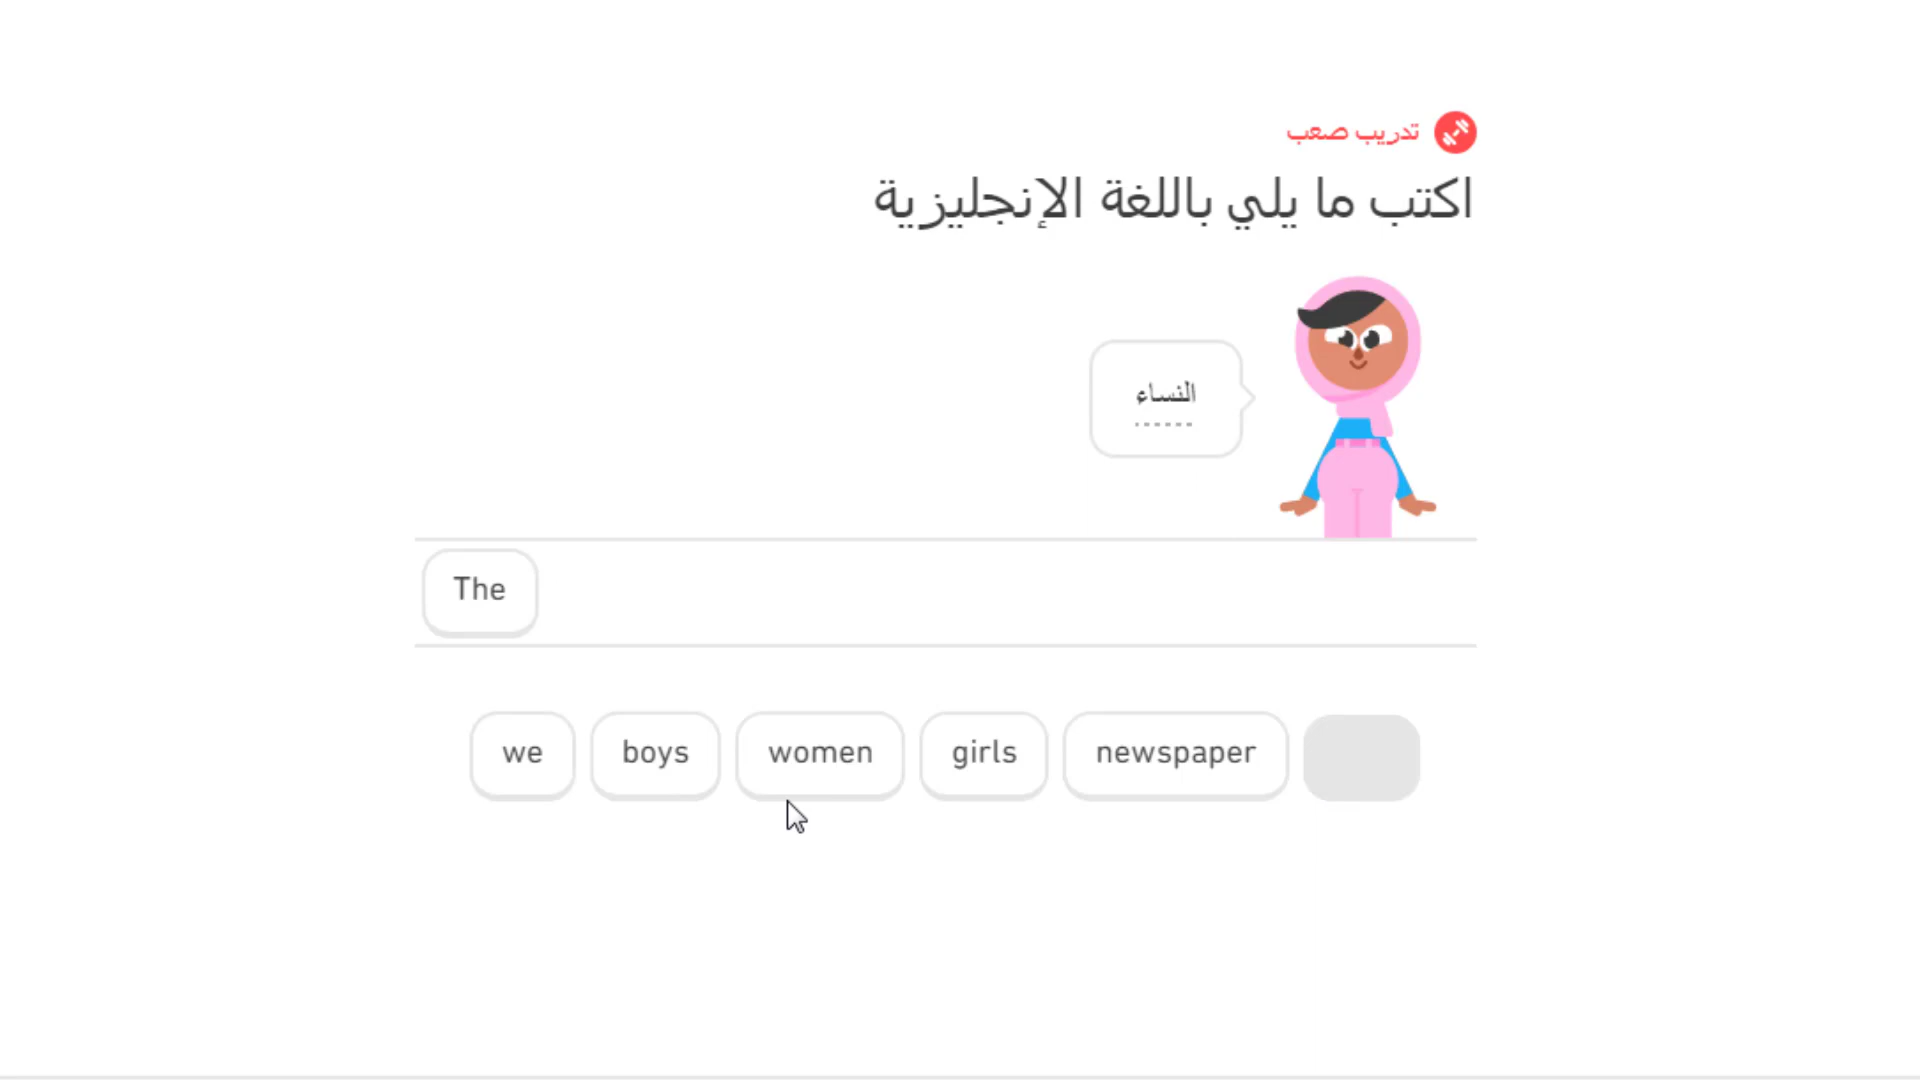 تدريب صعب
اكتب ما يلي باللغة الإنجليزية
النساء
The
we boys women girls newspaper